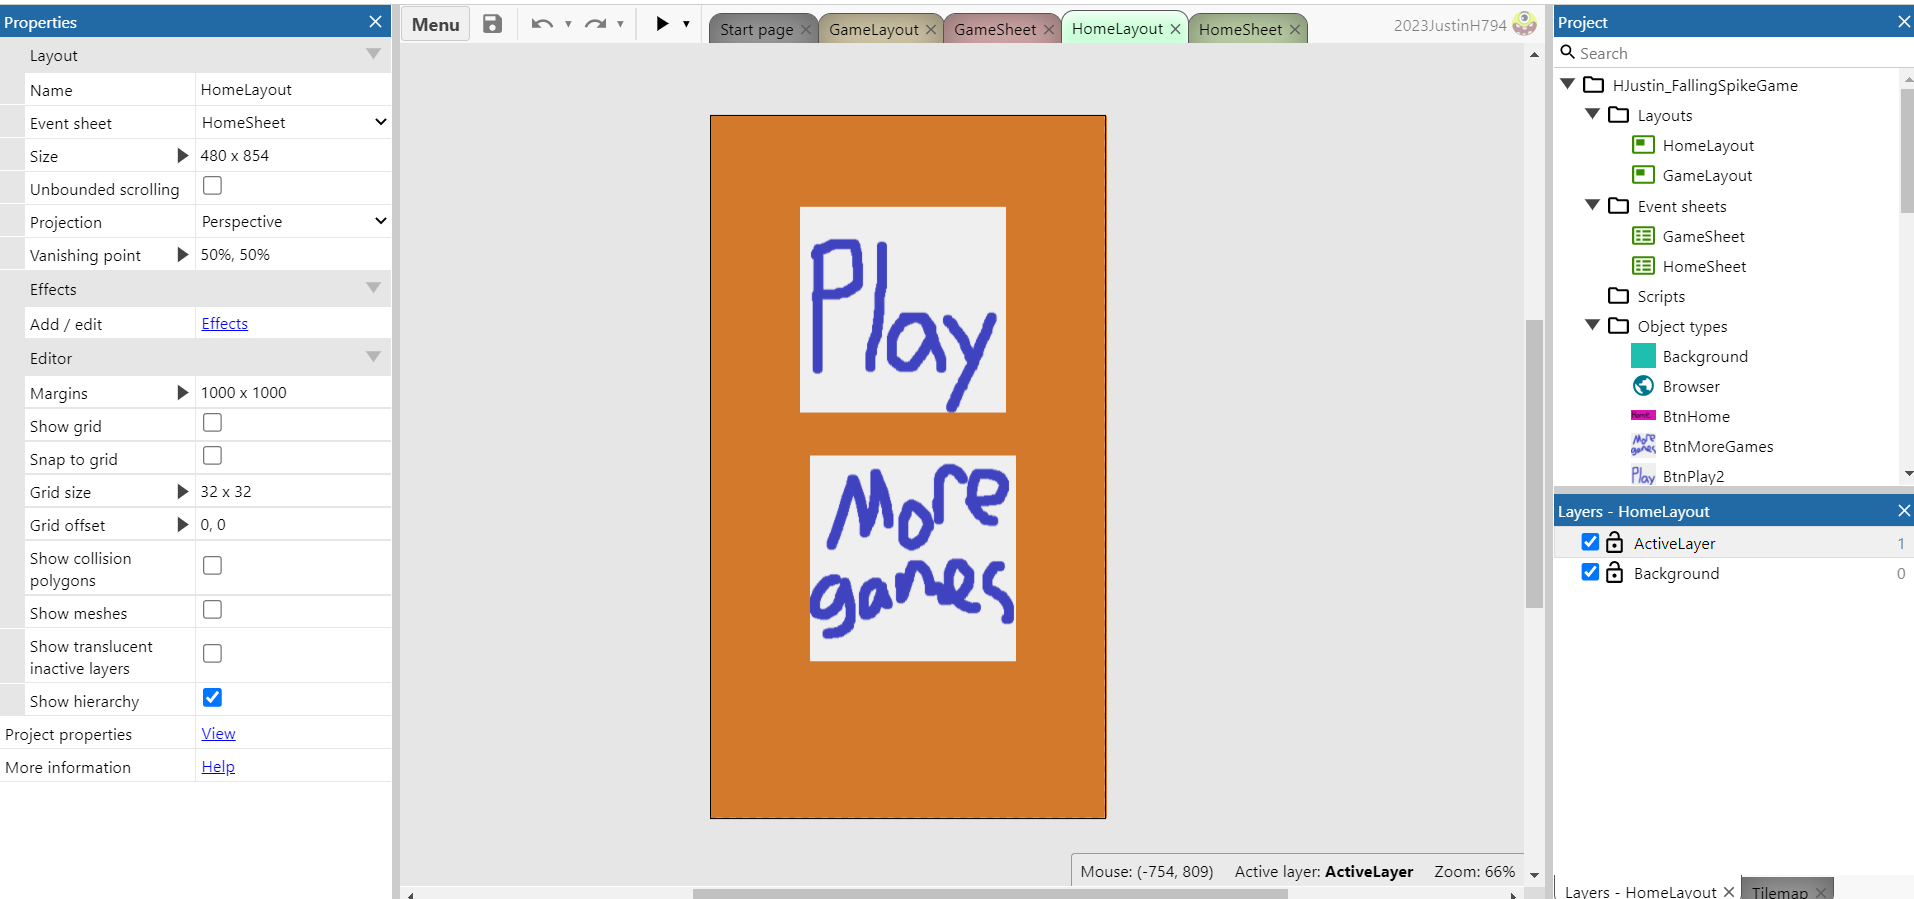 Properties
Layout
Name HomeLayout
Event sheet HomeSheet
Size 480 x 854
Unbounded scrolling
Projection Perspective
Vanishing point 50%, 50%
Effects
Add / edit Effects
Editor
Margins 1000 x 1000
Show grid
Snap to grid
Grid size 32 x 32
Grid offset 0, 0
Show collision
polygons
Show meshes
Show translucent
inactive layers
Show hierarchy
Project properties View
More information Help
Menu
Start page GameLayout GameSheet HomeLayout HomeSheet
2023JustinH794
Play
More
games
Mouse: (-754, 809) Active layer: ActiveLayer Zoom: 66%
Project
Search
HJustin_FallingSpikeGame
Layouts
HomeLayout
GameLayout
Event sheets
GameSheet
HomeSheet
Scripts
Object types
Background
Browser
BtnHome
More
games
BtnMoreGames
Play BtnPlay2
Layers - HomeLayout
ActiveLayer 1
Background 0
Layers - HomeLayout Tilemap